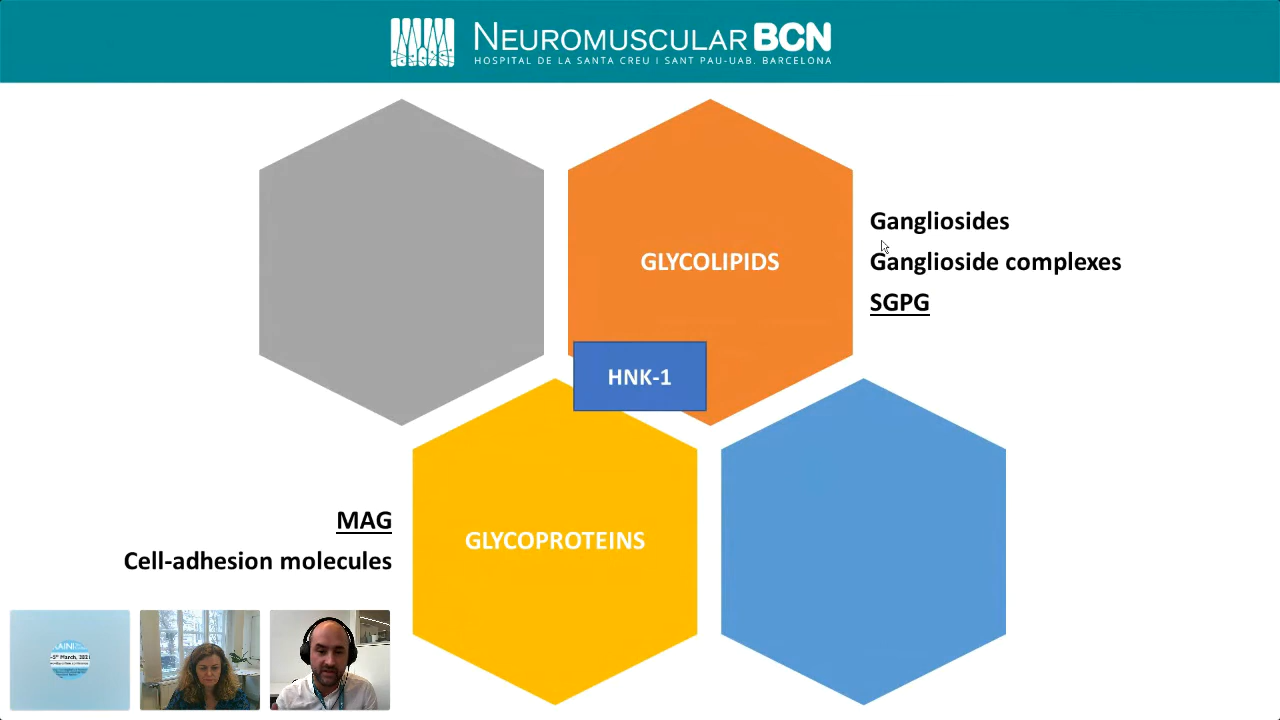 NEUROMUSCULAR BCN
HOSPITAL DE LA SANTA CREU I SANT PAU-UAB. BARCELONA
Gangliosides
GLYCOLIPIDS
Ganglioside complexes
SGPG
HNK-1
MAG
GLYCOPROTEINS
Cell-adhesion molecules